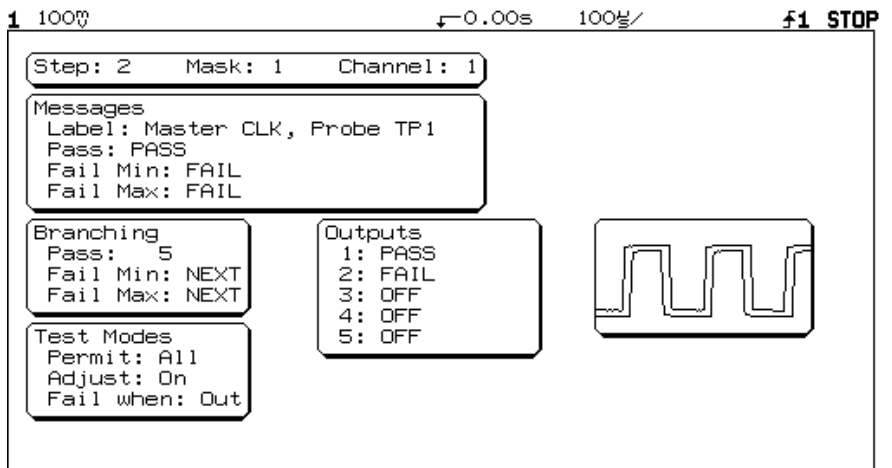 1 100mV 0.00s 100µs/ f1 STOP
Step: 2 Mask: 1 Channel: 1
Messages
Label: Master CLK, Probe TP1
Pass: PASS
Fail Min: FAIL
Fail Max: FAIL
Branching
Pass: 5
Fail Min: NEXT
Fail Max: NEXT
Outputs
1: PASS
2: FAIL
3: OFF
4: OFF
5: OFF
Test Modes
Permit: All
Adjust: On
Fail when: Out